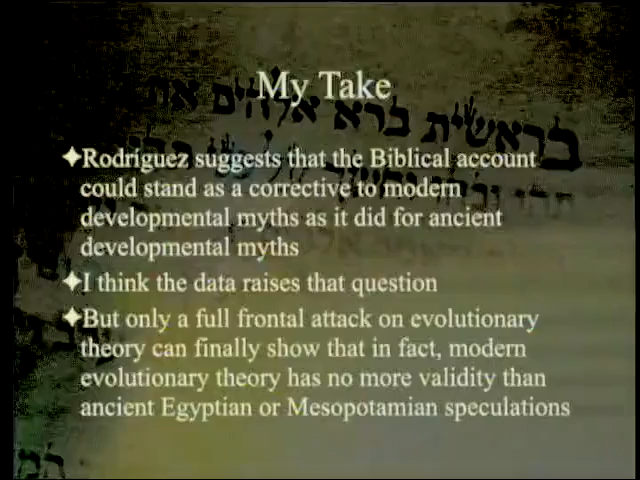 My Take
בראשית ברא אלהים את
✦Rodríguez suggests that the Biblical account
could stand as a corrective to modern
developmental myths as it did for ancient
developmental myths
✦I think the data raises that question
✦But only a full frontal attack on evolutionary
theory can finally show that in fact, modern
evolutionary theory has no more validity than
ancient Egyptian or Mesopotamian speculations